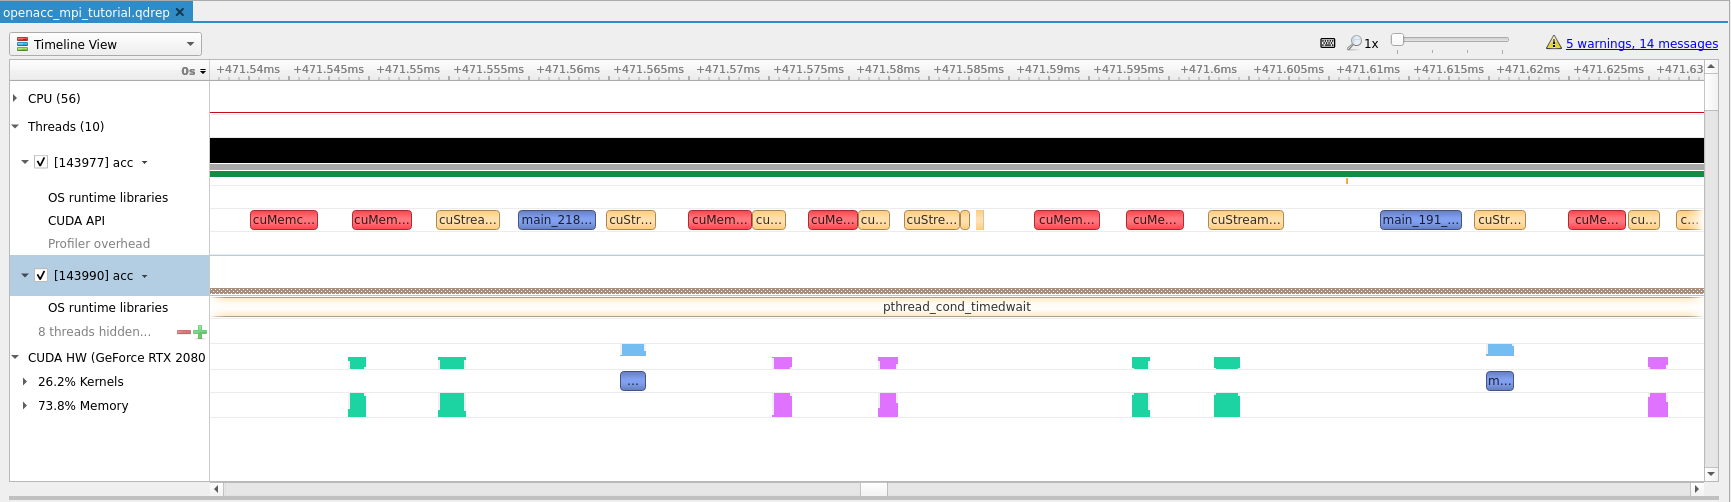 openacc_mpi_tutorial.qdrep
Timeline View
1x
5 warnings, 14 messages
0s +471.54ms +471.545ms +471.55ms +471.555ms +471.56ms +471.565ms +471.57ms +471.575ms +471.58ms +471.585ms +471.59ms +471.595ms +471.6ms +471.605ms +471.61ms +471.615ms +471.62ms +471.625ms +471.63
CPU (56)
Threads (10)
[143977] acc
OS runtime libraries
CUDA API cuMemc... cuMem... cuStrea... main_218... cuStr... cuMem... cu... cuMe... cu... cuStre... cuMem... cuMe... cuStream... main_191_... cuStr... cuMe... cu... c...
Profiler overhead
[143990] acc
OS runtime libraries pthread_cond_timedwait
8 threads hidden...
CUDA HW (GeForce RTX 2080
26.2% Kernels ... m...
73.8% Memory